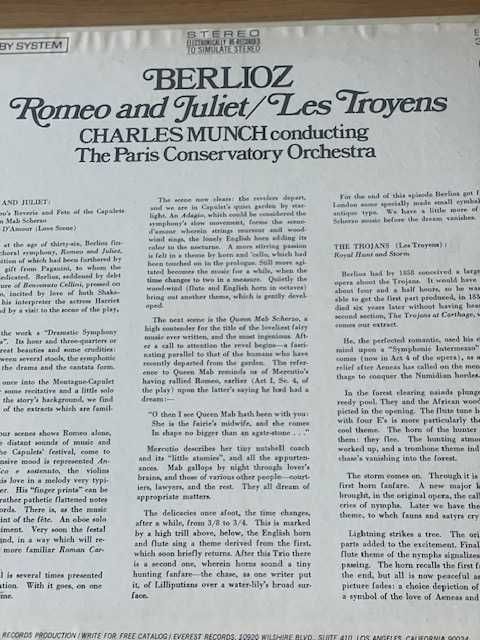 BY SYSTEM
STEREO
ELECTRONICALLY RE-RECORDED
TO SIMULATE STEREO
BERLIOZ
Romeo and Juliet/Les Troyens
CHARLES MUNCH conducting
The Paris Conservatory Orchestra
AND JULIET:
Reverie and Fete of the Capulets
Mab Scherzo
D'Amour (Love Scene)
at the age of thirty-six, Berlioz
choral symphony, Romeo and Juliet,
of which had been furthered by
gift from Paganini, to whom the
dedicated. Berlioz, seduced by debt
of Benvenuto Cellini, pressed on
incited by love of both
his interpreter the actress Harriet
by a visit to the scene of the play,
the work a "Dramatic Symphony
Its hour and three-quarters or
great beauties and some crudities:
between several stools, the symphonic
the drama and the cantata form.
once into the Montague-Capulet
some recitative and a little solo
the story's background, we find
of the extracts which are
scenes shows Romeo alone,
distant sounds of music and
the Capulets' festival, come to
mood is represented
e sostenuto, the violins
love in a melody very
His "finger prints" can be
rather pathetic flattened notes
There is, as the music
of the fête. An oboe solo
Very soon the festal
in a way which will
more familiar Roman
is several times presented
With it goes, on one
The scene now clears: the revelers depart,
and we are in Capulet's quiet garden by star-
light. An Adagio, which could be considered the
symphony's slow movement, forms the scene-
d'amour wherein strings murmur and wood-
wind sings, the lonely English horn adding its
color to the nocturne. A more stirring passion
is felt in a theme by horn and 'cello, which had
been touched on in the prologue. Still more agi-
tated becomes the music for a while, when the
time changes to two in a measure. Quietly the
wood-wind (flute and English horn in octaves)
bring out another theme, which is gently devel-
oped.
The next scene is the Queen Mab Scherzo, a
high contender for the title of the loveliest fairy
music ever written, and the most ingenious. Af-
ter a call to attention the revel begins—a fasci-
nating parallel to that of the humans who have
recently departed from the garden. The refer-
ence to Queen Mab reminds us of Mercutio's
having rallied Romeo, earlier (Act I, Sc. 4, of
the play) upon the latter's saying he had had a
dream:—
"O then I see Queen Mab hath been with you:
She is the fairie's midwife, and she comes
In shape no bigger than an agate-stone . . ."
Mercutio describes her tiny nutshell coach
and its "little atomies", and all the appurten-
ances. Mab gallops by night through lover's
brains, and those of various other people—court-
iers, lawyers, and the rest. They all dream of
appropriate matters.
The delicacies once afoot, the time changes,
after a while, from 3/8 to 3/4. This is marked
by a high trill above, below, the English horn
and flute sing a theme derived from the first,
which soon returns. After this Trio there
is a second one, wherein horns sound a tiny
hunting fanfare—the chase, as one writer put
it, of Lilliputians over a water-lily's broad sur-
face.
For the end of this episode Berlioz got
London some specially made small
antique type. We have a little more of
Scherzo music before the dream vanishes.
THE TROJANS (Les Troyens):
Royal Hunt and Storm
Berlioz had by 1858 conceived a large
opera about the Trojans. It would have
about four and a half hours, so he was
able to get the first part produced, in
died six years later without having
second section, The Trojans at Carthage,
comes our extract.
He, the perfected romantic, used his
mind upon a "Symphonic Intermezzo"
comes (now in Act 4 of the opera), as a
relief after Aeneas has called on the men
thage to conquer the Numidian hordes.
In the forest clearing naiads plunge
reedy pool. They and the African wood
picted in the opening. The flute tune
with four E's is more particularly the
cool theme. The horn of the hunter
them: they flee. The hunting
worked up, and a trombone theme
chase's vanishing into the forest.
The storm comes on. Through it is
first horn fanfare. A new major
brought, in the original opera, the
cries of nymphs. Later we have the
theme, to which fauns and satyrs
Lightning strikes a tree. The
parts added to the excitement. Final
flute theme of the nymphs signalizes
passing. The horn recalls the first
the end, but all is now peaceful as
picture fades: a choice depiction of
a symbol of the love of Aeneas and
RECORDS PRODUCTION/WRITE FOR FREE CATALOG/EVEREST RECORDS, 10920 WILSHIRE BLVD., SUITE 410, LOS ANGELES, CALIFORNIA 90024